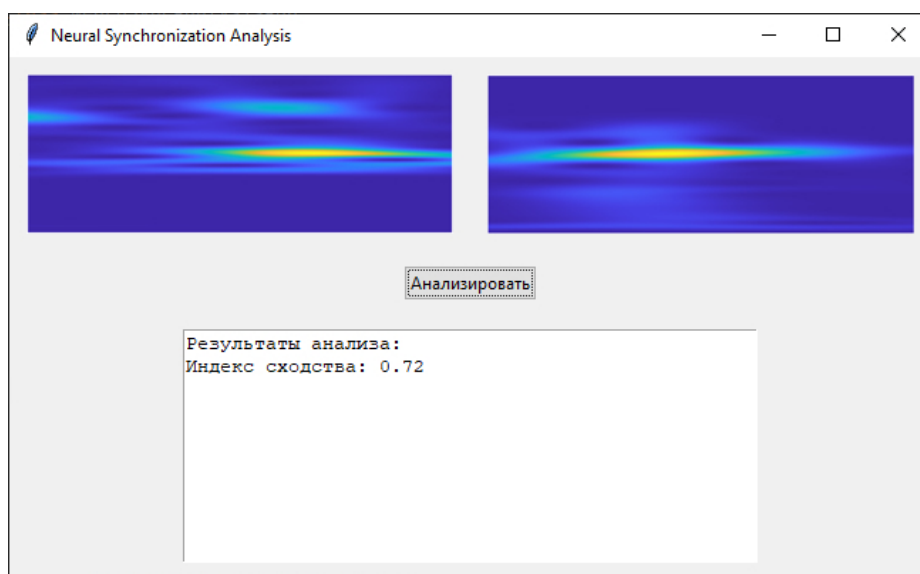 Neural Synchronization Analysis
Анализировать
Результаты анализа:
Индекс сходства: 0.72